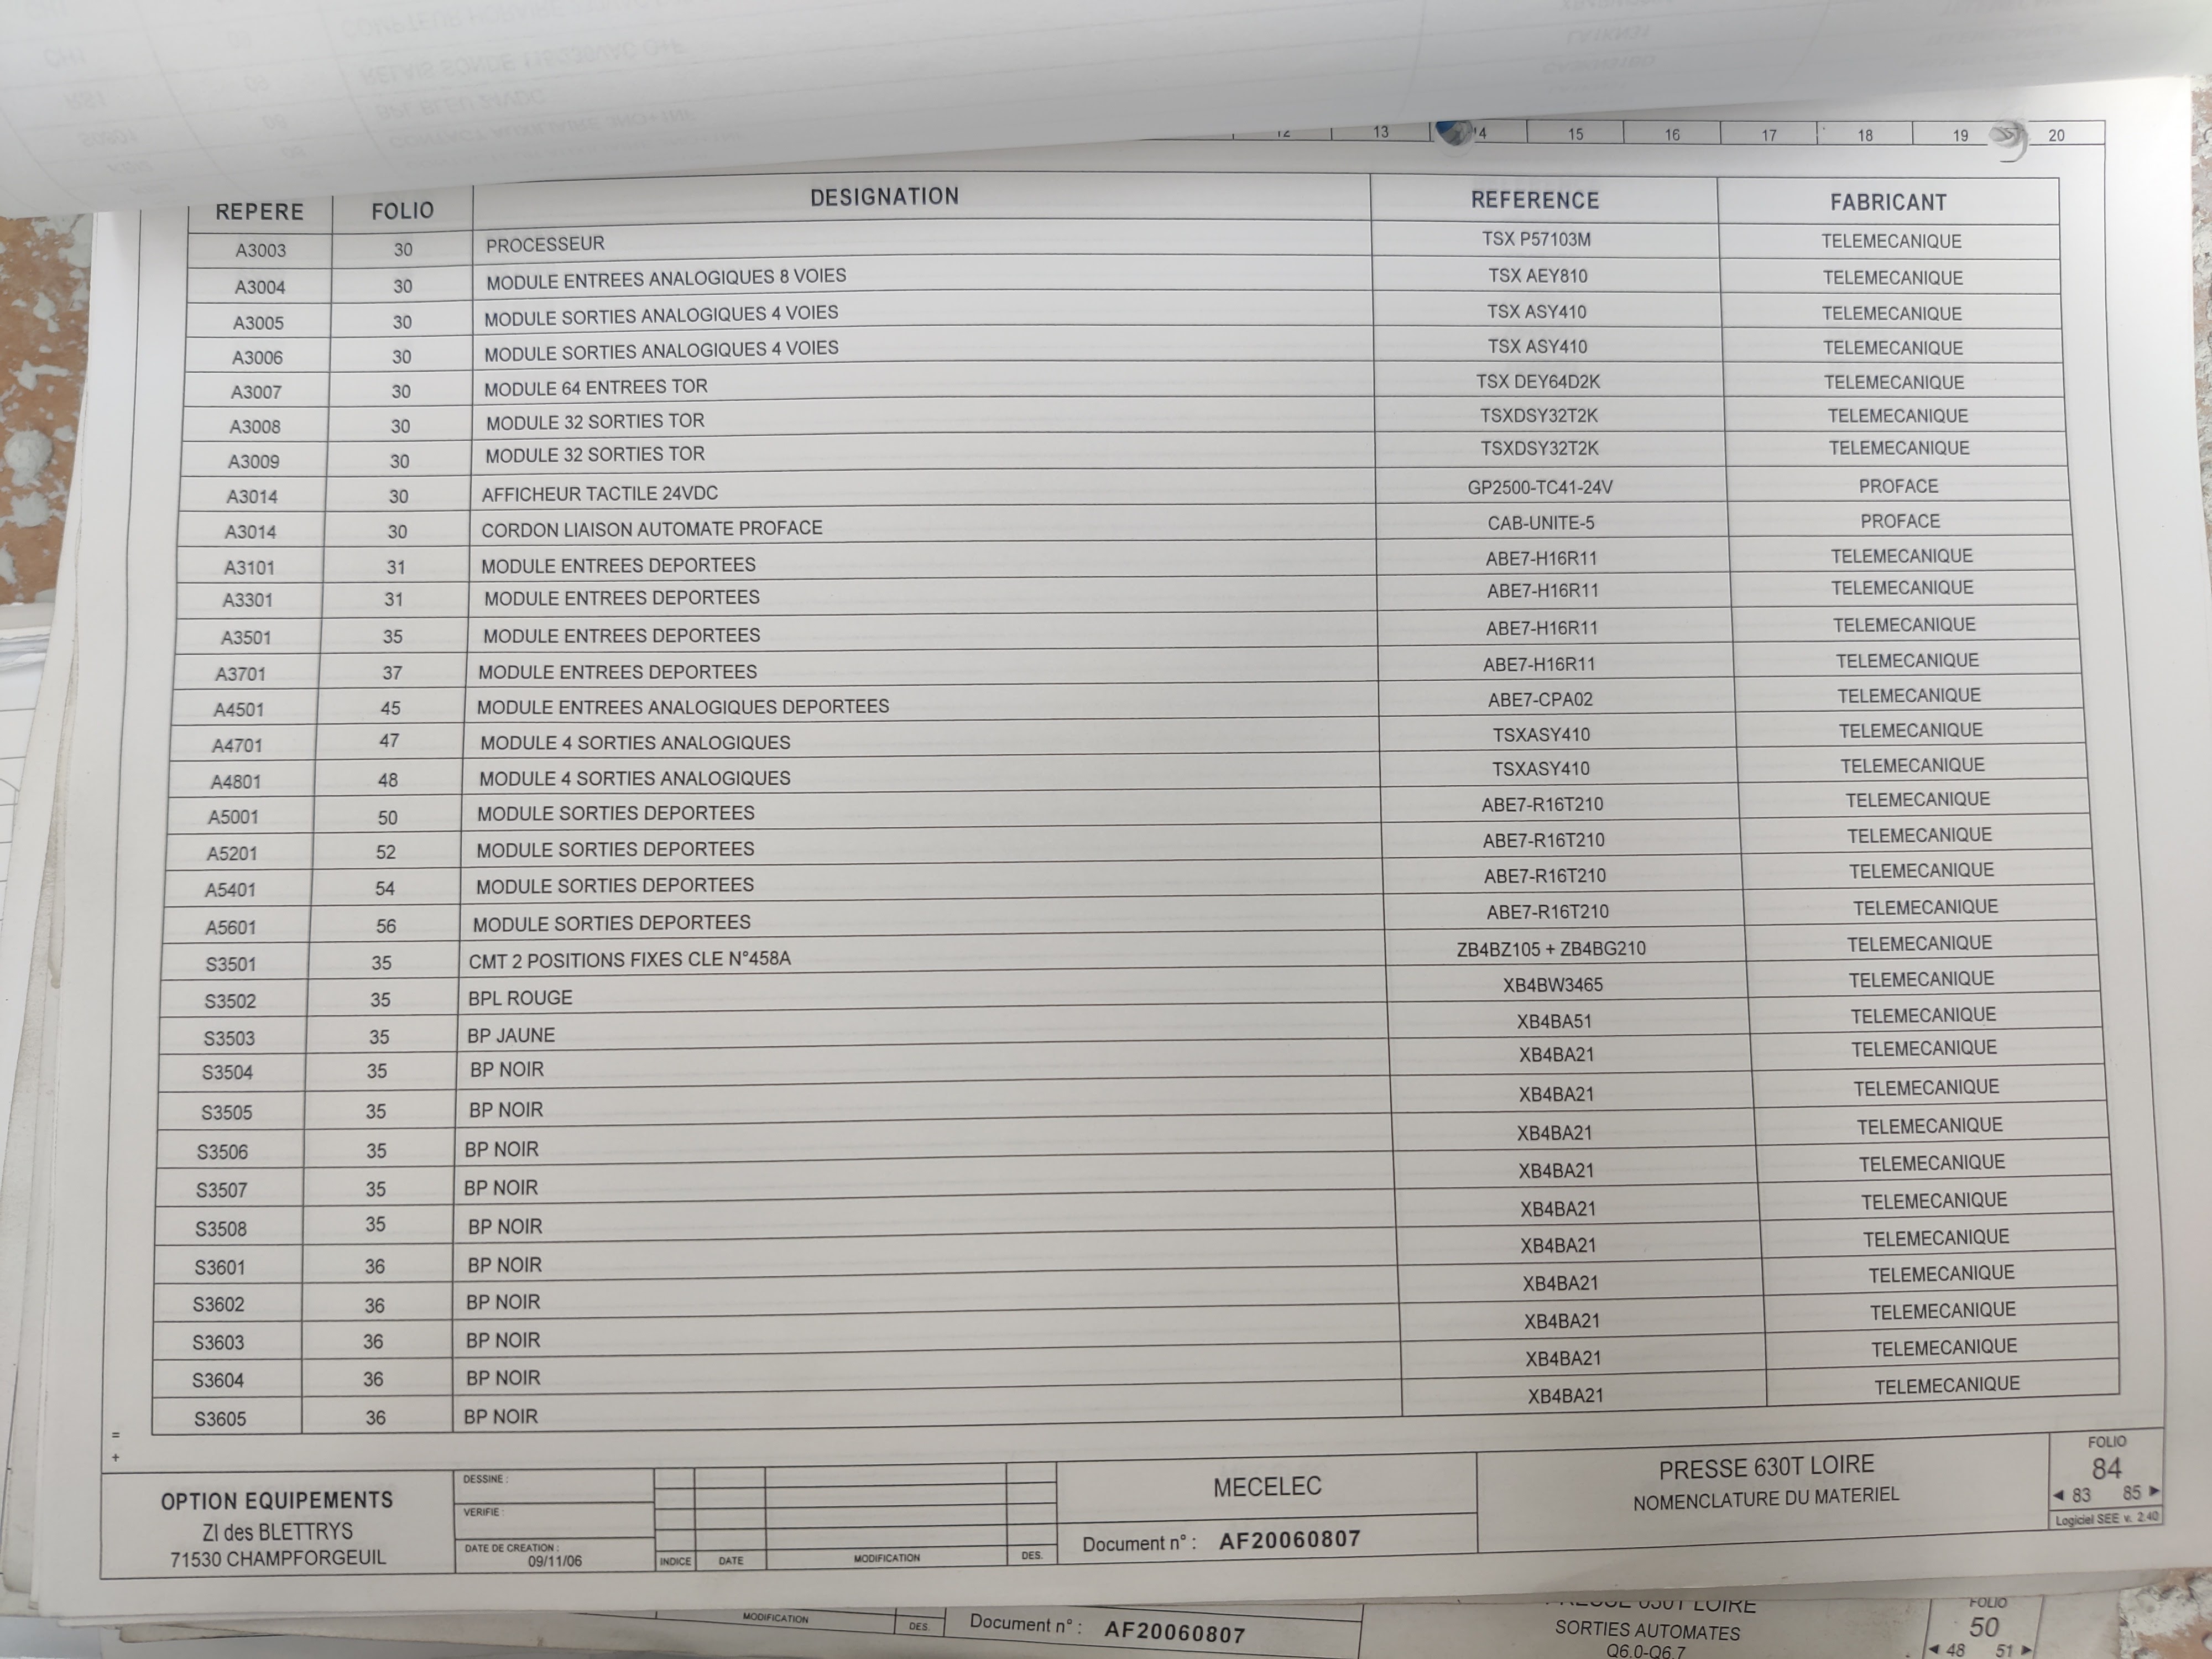 13 14 15 16 17 18 19 20
REPERE FOLIO DESIGNATION REFERENCE FABRICANT
A3003 30 PROCESSEUR TSX P57103M TELEMECANIQUE
A3004 30 MODULE ENTREES ANALOGIQUES 8 VOIES TSX AEY810 TELEMECANIQUE
A3005 30 MODULE SORTIES ANALOGIQUES 4 VOIES TSX ASY410 TELEMECANIQUE
A3006 30 MODULE SORTIES ANALOGIQUES 4 VOIES TSX ASY410 TELEMECANIQUE
A3007 30 MODULE 64 ENTREES TOR TSX DEY64D2K TELEMECANIQUE
A3008 30 MODULE 32 SORTIES TOR TSXDSY32T2K TELEMECANIQUE
A3009 30 MODULE 32 SORTIES TOR TSXDSY32T2K TELEMECANIQUE
A3014 30 AFFICHEUR TACTILE 24VDC GP2500-TC41-24V PROFACE
A3014 30 CORDON LIAISON AUTOMATE PROFACE CAB-UNITE-5 PROFACE
A3101 31 MODULE ENTREES DEPORTEES ABE7-H16R11 TELEMECANIQUE
A3301 31 MODULE ENTREES DEPORTEES ABE7-H16R11 TELEMECANIQUE
A3501 35 MODULE ENTREES DEPORTEES ABE7-H16R11 TELEMECANIQUE
A3701 37 MODULE ENTREES DEPORTEES ABE7-H16R11 TELEMECANIQUE
A4501 45 MODULE ENTREES ANALOGIQUES DEPORTEES ABE7-CPA02 TELEMECANIQUE
A4701 47 MODULE 4 SORTIES ANALOGIQUES TSXASY410 TELEMECANIQUE
A4801 48 MODULE 4 SORTIES ANALOGIQUES TSXASY410 TELEMECANIQUE
A5001 50 MODULE SORTIES DEPORTEES ABE7-R16T210 TELEMECANIQUE
A5201 52 MODULE SORTIES DEPORTEES ABE7-R16T210 TELEMECANIQUE
A5401 54 MODULE SORTIES DEPORTEES ABE7-R16T210 TELEMECANIQUE
A5601 56 MODULE SORTIES DEPORTEES ABE7-R16T210 TELEMECANIQUE
S3501 35 CMT 2 POSITIONS FIXES CLE N°458A ZB4BZ105 + ZB4BG210 TELEMECANIQUE
S3502 35 BPL ROUGE XB4BW3465 TELEMECANIQUE
S3503 35 BP JAUNE XB4BA51 TELEMECANIQUE
S3504 35 BP NOIR XB4BA21 TELEMECANIQUE
S3505 35 BP NOIR XB4BA21 TELEMECANIQUE
S3506 35 BP NOIR XB4BA21 TELEMECANIQUE
S3507 35 BP NOIR XB4BA21 TELEMECANIQUE
S3508 35 BP NOIR XB4BA21 TELEMECANIQUE
S3601 36 BP NOIR XB4BA21 TELEMECANIQUE
S3602 36 BP NOIR XB4BA21 TELEMECANIQUE
S3603 36 BP NOIR XB4BA21 TELEMECANIQUE
S3604 36 BP NOIR XB4BA21 TELEMECANIQUE
S3605 36 BP NOIR XB4BA21 TELEMECANIQUE
=
+
OPTION EQUIPEMENTS
ZI des BLETTRYS
71530 CHAMPFORGEUIL
DESSINE :
VERIFIE :
DATE DE CREATION :
09/11/06
INDICE DATE MODIFICATION DES.
MECELEC
Document n° : AF20060807
PRESSE 630T LOIRE
NOMENCLATURE DU MATERIEL
FOLIO
84
◄ 83 85 ►
Logiciel SEE v. 2.40
MODIFICATION DES. Document n° : AF20060807
PRESSE 630T LOIRE
SORTIES AUTOMATES
Q6.0-Q6.7
FOLIO
50
◄ 48 51 ►